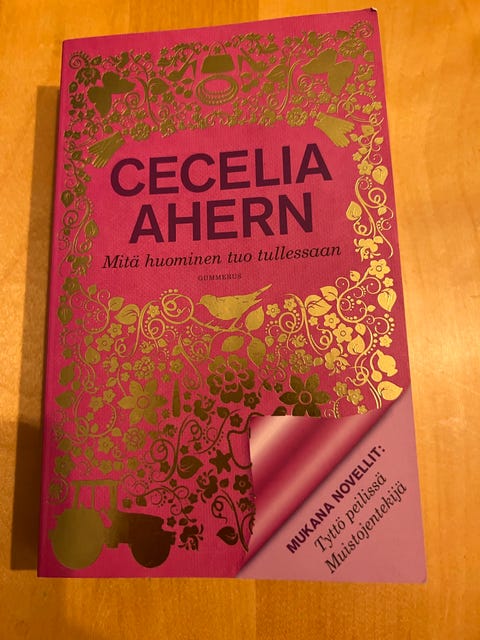 CECELIA
AHERN
Mitä huominen tuo tullessaan
GUMMERUS
MUKANA NOVELLIT:
Tyttö peilissä
Muistojentekijä